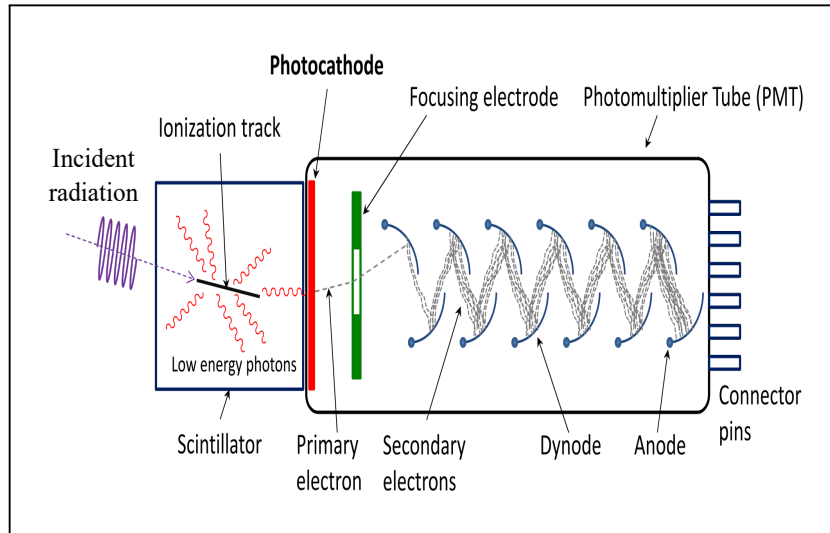 Photocathode
Focusing electrode
Photomultiplier Tube (PMT)
Ionization track
Incident
radiation
Low energy photons
Scintillator
Primary
electron
Secondary
electrons
Dynode
Anode
Connector
pins